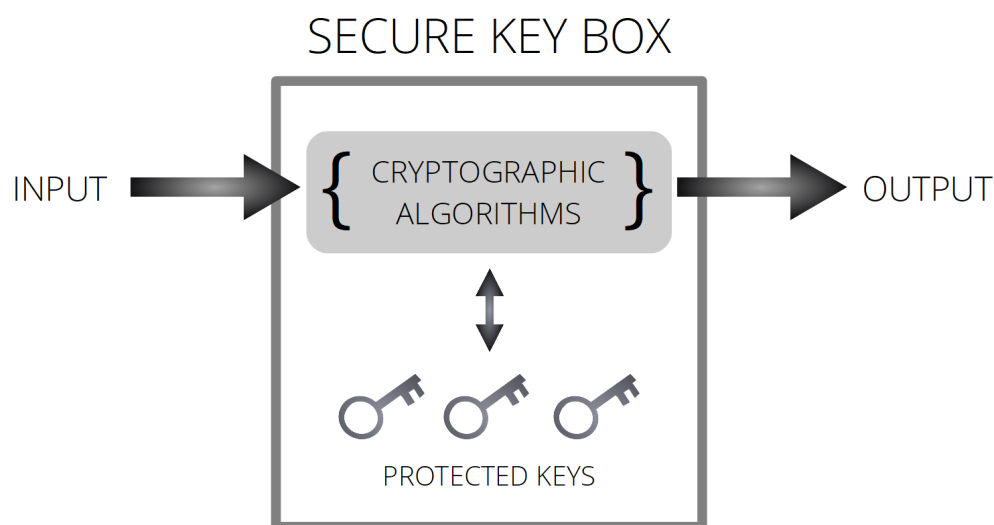 SECURE KEY BOX
INPUT
{ CRYPTOGRAPHIC
ALGORITHMS }
OUTPUT
PROTECTED KEYS